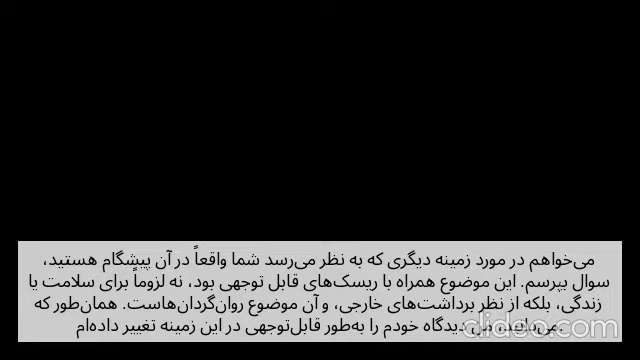 می‌خواهم در مورد زمینه دیگری که به نظر می‌رسد شما واقعاً در آن پیشگام هستید،
سوال بپرسم. این موضوع همراه با ریسک‌های قابل توجهی بود، نه لزوماً برای سلامت یا
زندگی، بلکه از نظر برداشت‌های خارجی، و آن موضوع روان‌گردان‌هاست. همان‌طور که
می‌دانید، من دیدگاه خودم را به‌طور قابل‌توجهی در این زمینه تغییر داده‌ام
clideo.com